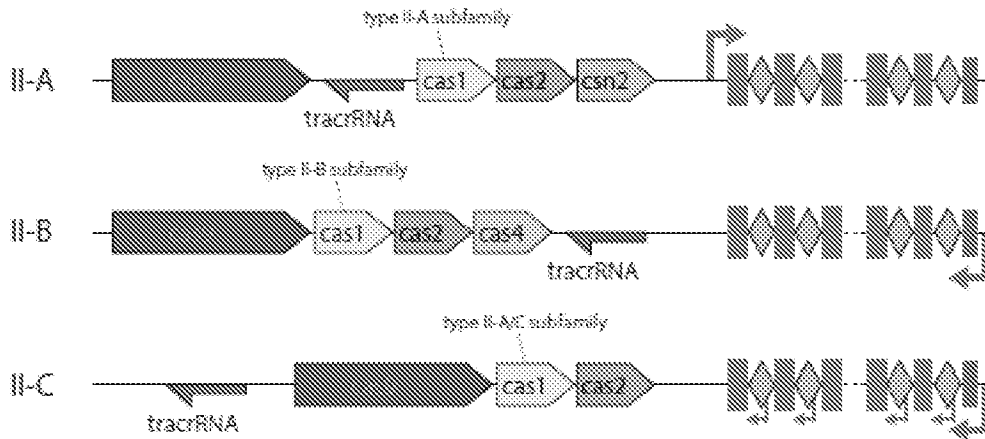 type II-A subfamily
II-A
cas1 cas2 csn2
tracrRNA
type II-B subfamily
II-B
cas1 cas2 cas4
tracrRNA
type II-A/C subfamily
II-C
cas1 cas2
tracrRNA